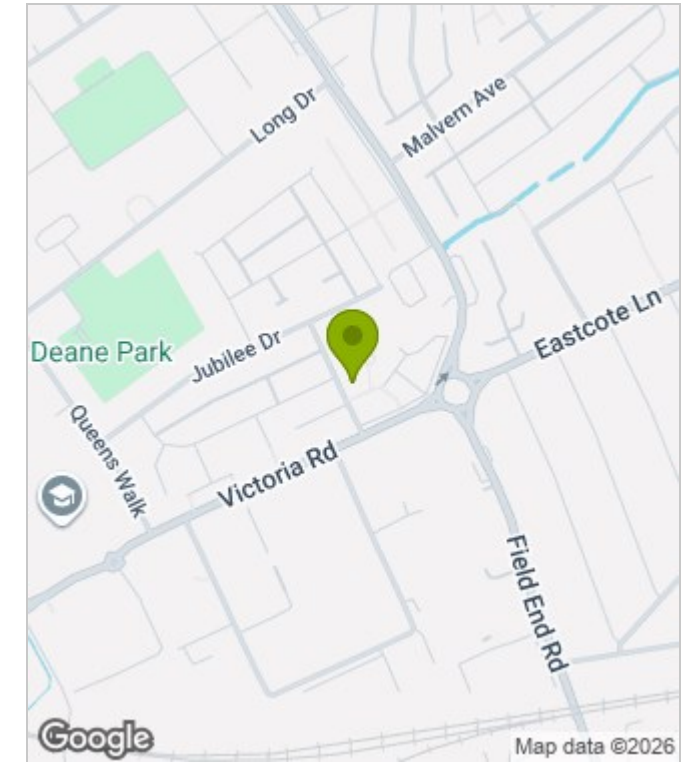 Long Dr
Malvern Ave
Deane Park
Jubilee Dr
Eastcote Ln
Queens Walk
Victoria Rd
Field End Rd
Google
Map data ©2026